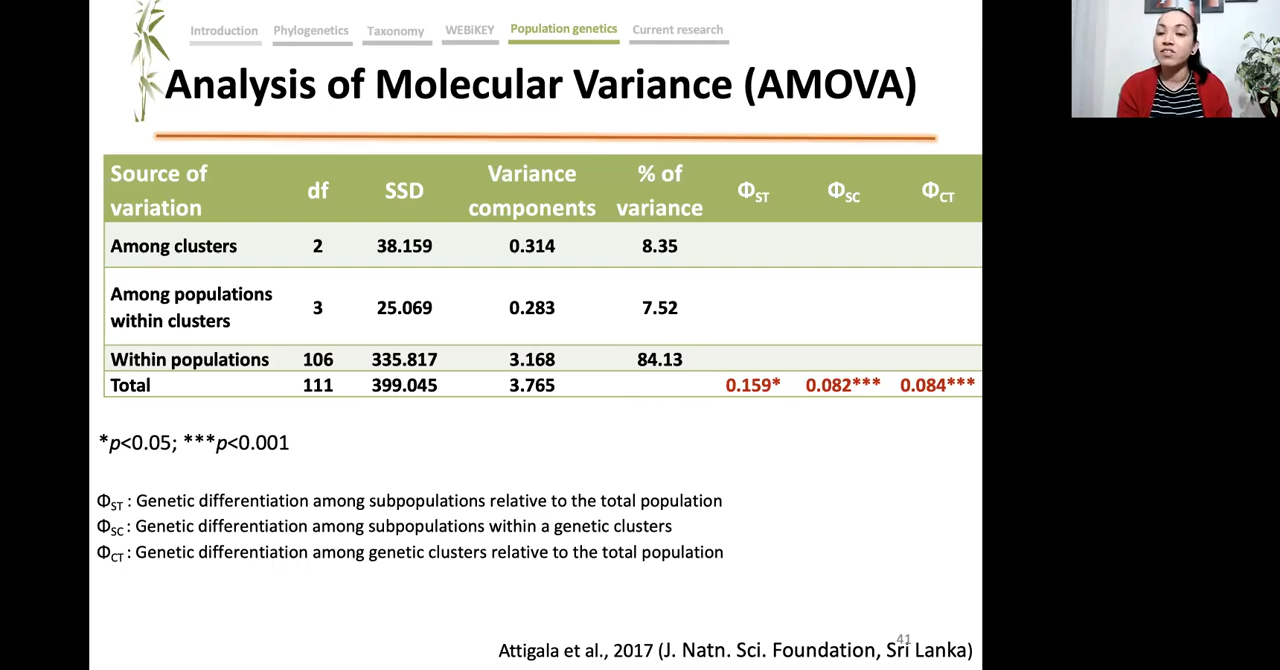 Introduction Phylogenetics Taxonomy WEBiKEY Population genetics Current research
Analysis of Molecular Variance (AMOVA)
Source of variation df SSD Variance components % of variance ΦST ΦSC ΦCT
Among clusters 2 38.159 0.314 8.35
Among populations within clusters 3 25.069 0.283 7.52
Within populations 106 335.817 3.168 84.13
Total 111 399.045 3.765 0.159* 0.082*** 0.084***
*p<0.05; ***p<0.001
ΦST : Genetic differentiation among subpopulations relative to the total population
ΦSC : Genetic differentiation among subpopulations within a genetic clusters
ΦCT : Genetic differentiation among genetic clusters relative to the total population
41
Attigala et al., 2017 (J. Natn. Sci. Foundation, Sri Lanka)